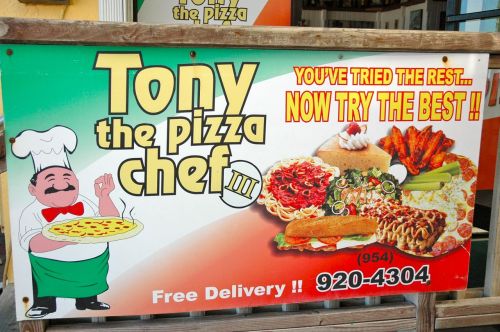 Tony
the pizza
Tony
the pizza
chef III
YOU'VE TRIED THE REST...
NOW TRY THE BEST !!
(954)
920-4304
Free Delivery !!